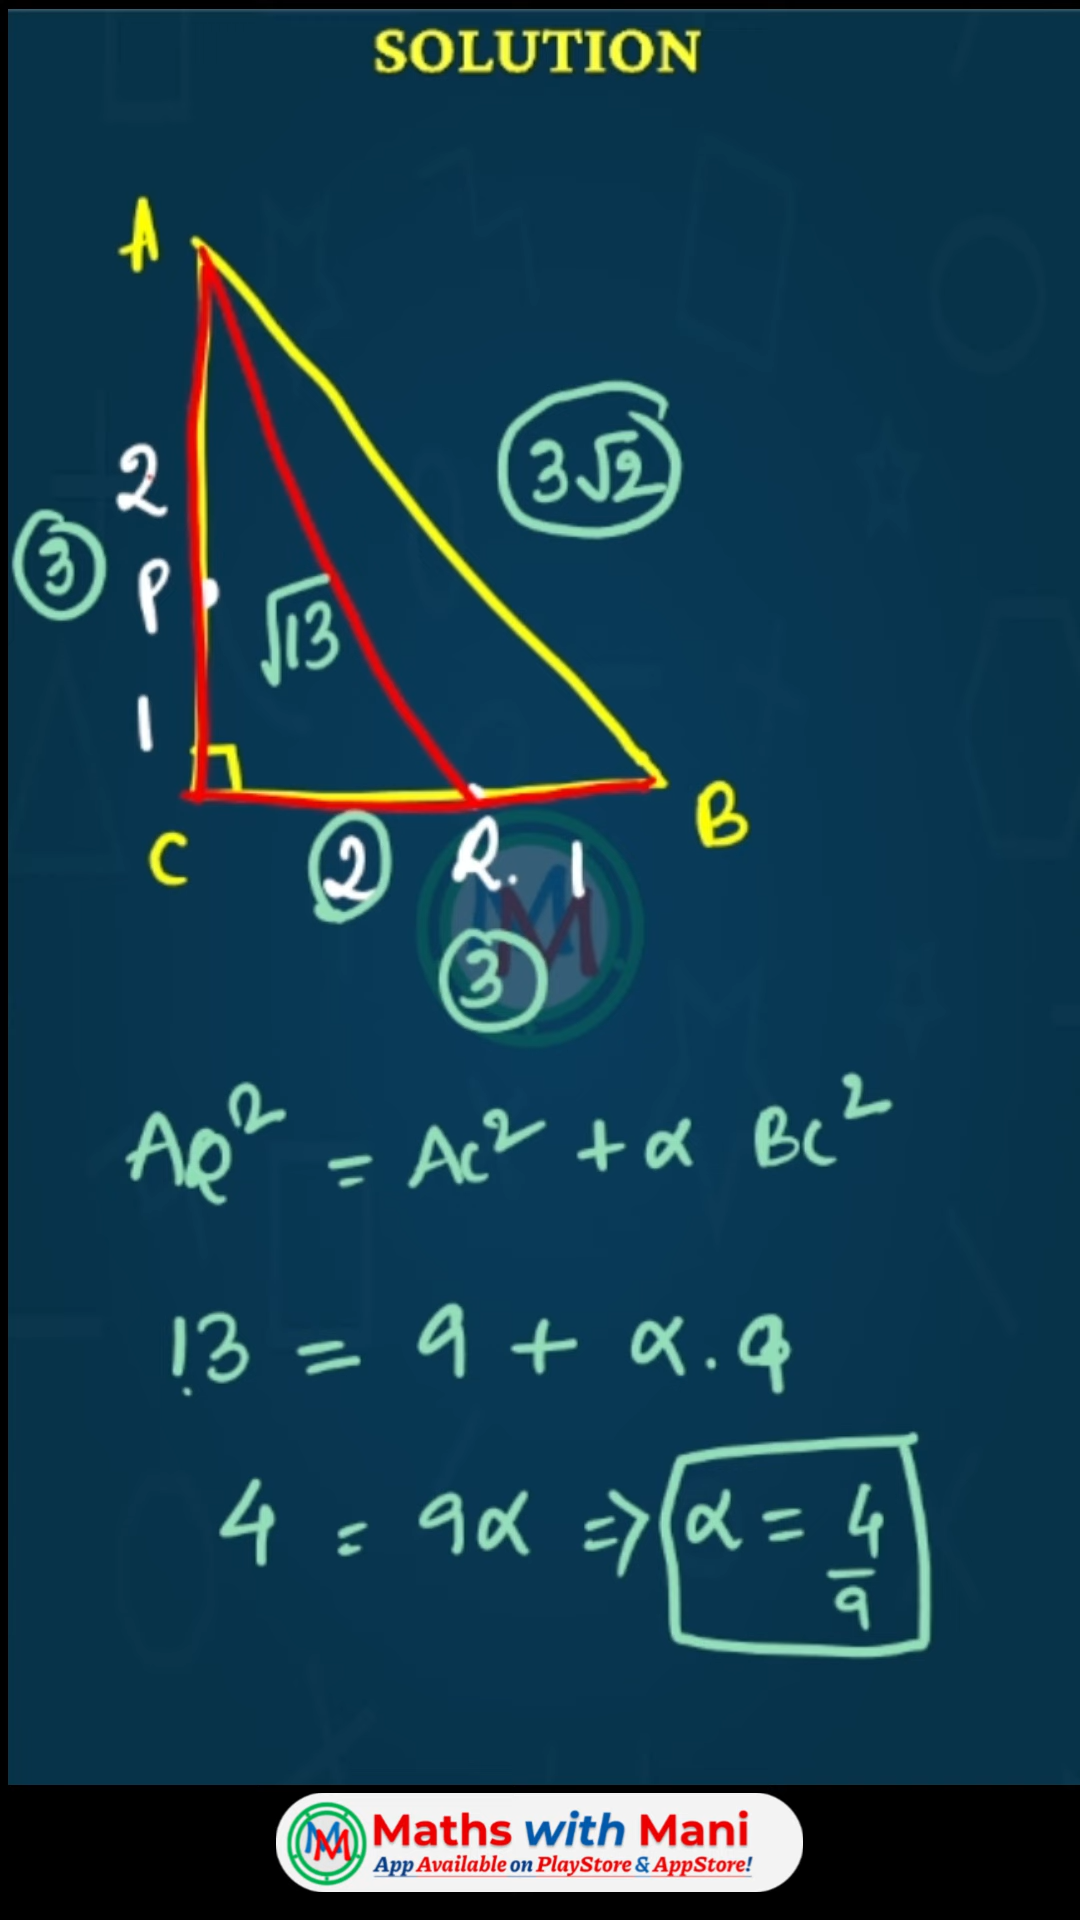 SOLUTION
A
3√2
2
3
P
√13
1
C
B
2
Q.
1
3
AQ² = AC² + α BC²
13 = 9 + α . 9
4 = 9α ⇒ α = 4/9
MM
Maths with Mani
App Available on PlayStore & AppStore!